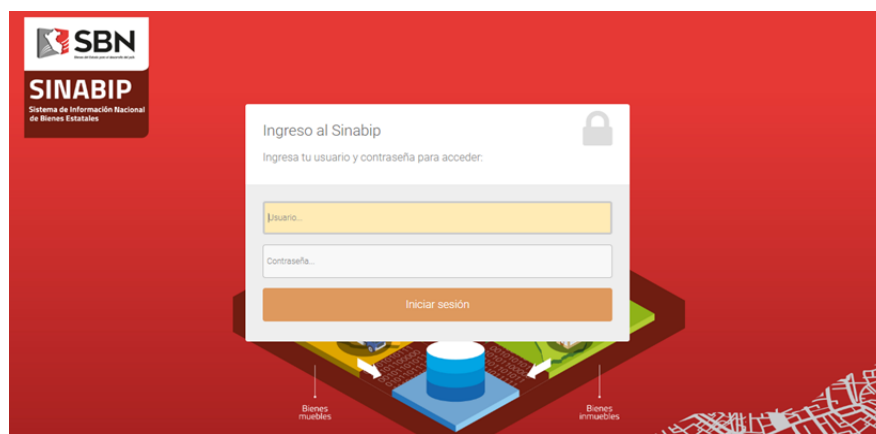 SBN
SINABIP
Sistema de Información Nacional
de Bienes Estatales
Ingreso al Sinabip
Ingresa tu usuario y contraseña para acceder:
Usuario...
Contraseña...
Iniciar sesión
Bienes
muebles
Bienes
inmuebles